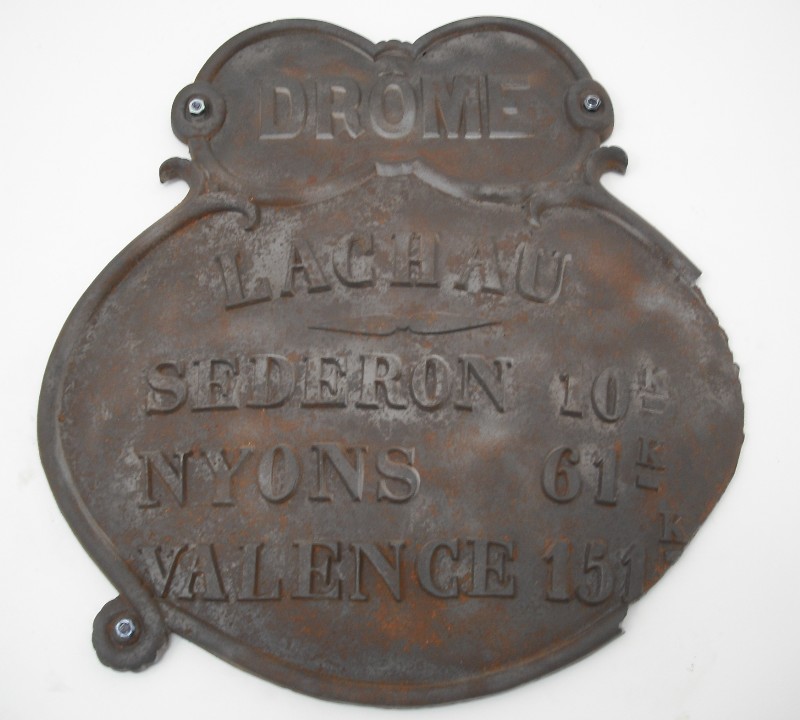 DRÔME
LACHAU
SEDERON 10K
NYONS 61K
VALENCE 151K